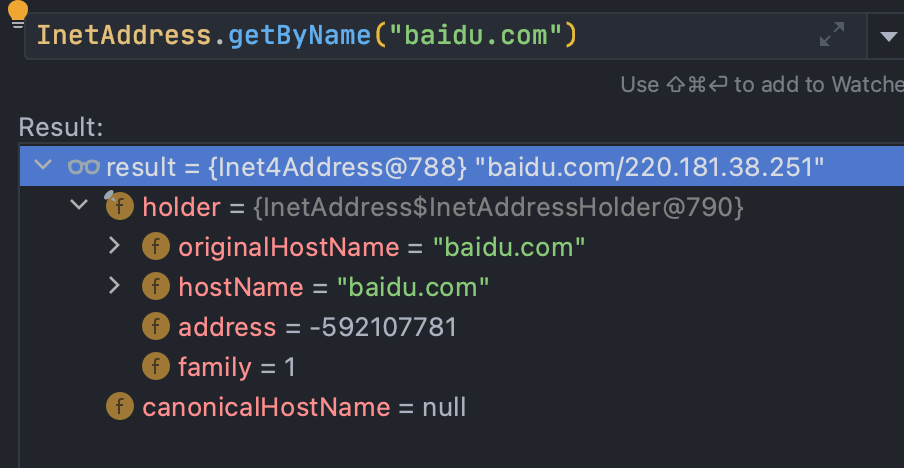 InetAddress.getByName("baidu.com")
Use ⇧⌘⏎ to add to Watche
Result:
result = {Inet4Address@788} "baidu.com/220.181.38.251"
f holder = {InetAddress$InetAddressHolder@790}
f originalHostName = "baidu.com"
f hostName = "baidu.com"
f address = -592107781
f family = 1
f canonicalHostName = null